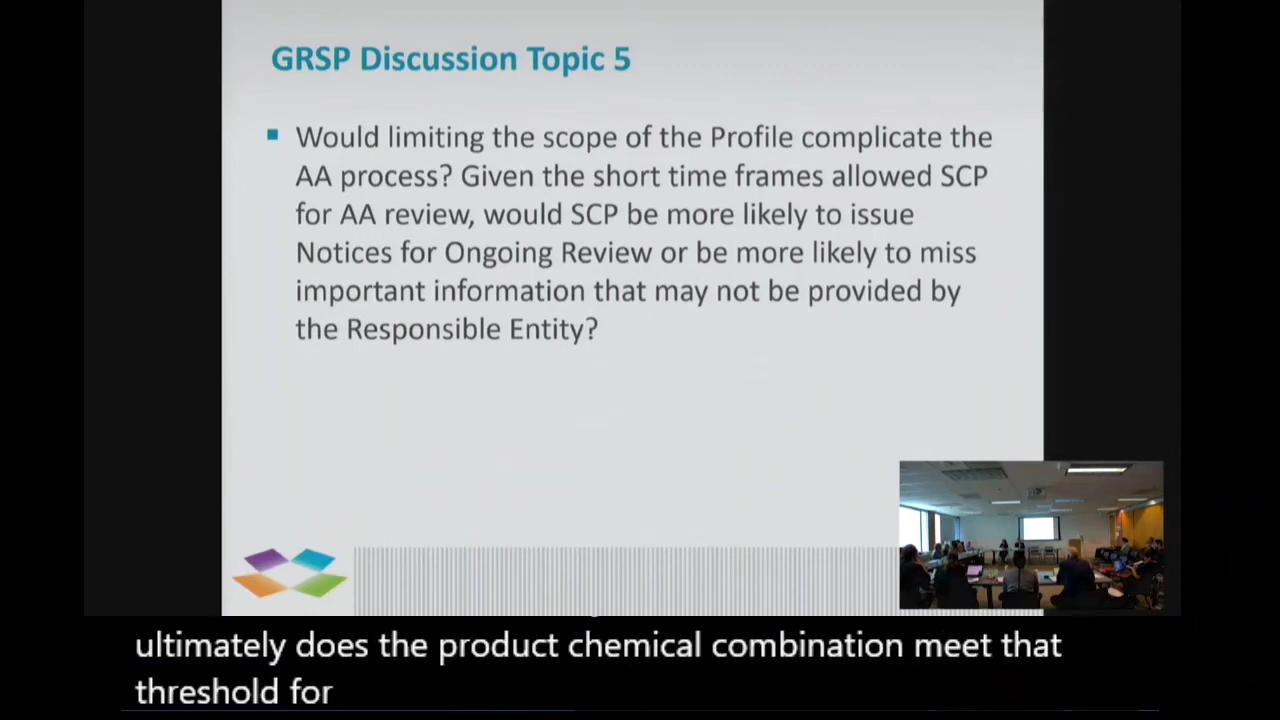 GRSP Discussion Topic 5
Would limiting the scope of the Profile complicate the
AA process? Given the short time frames allowed SCP
for AA review, would SCP be more likely to issue
Notices for Ongoing Review or be more likely to miss
important information that may not be provided by
the Responsible Entity?
ultimately does the product chemical combination meet that
threshold for